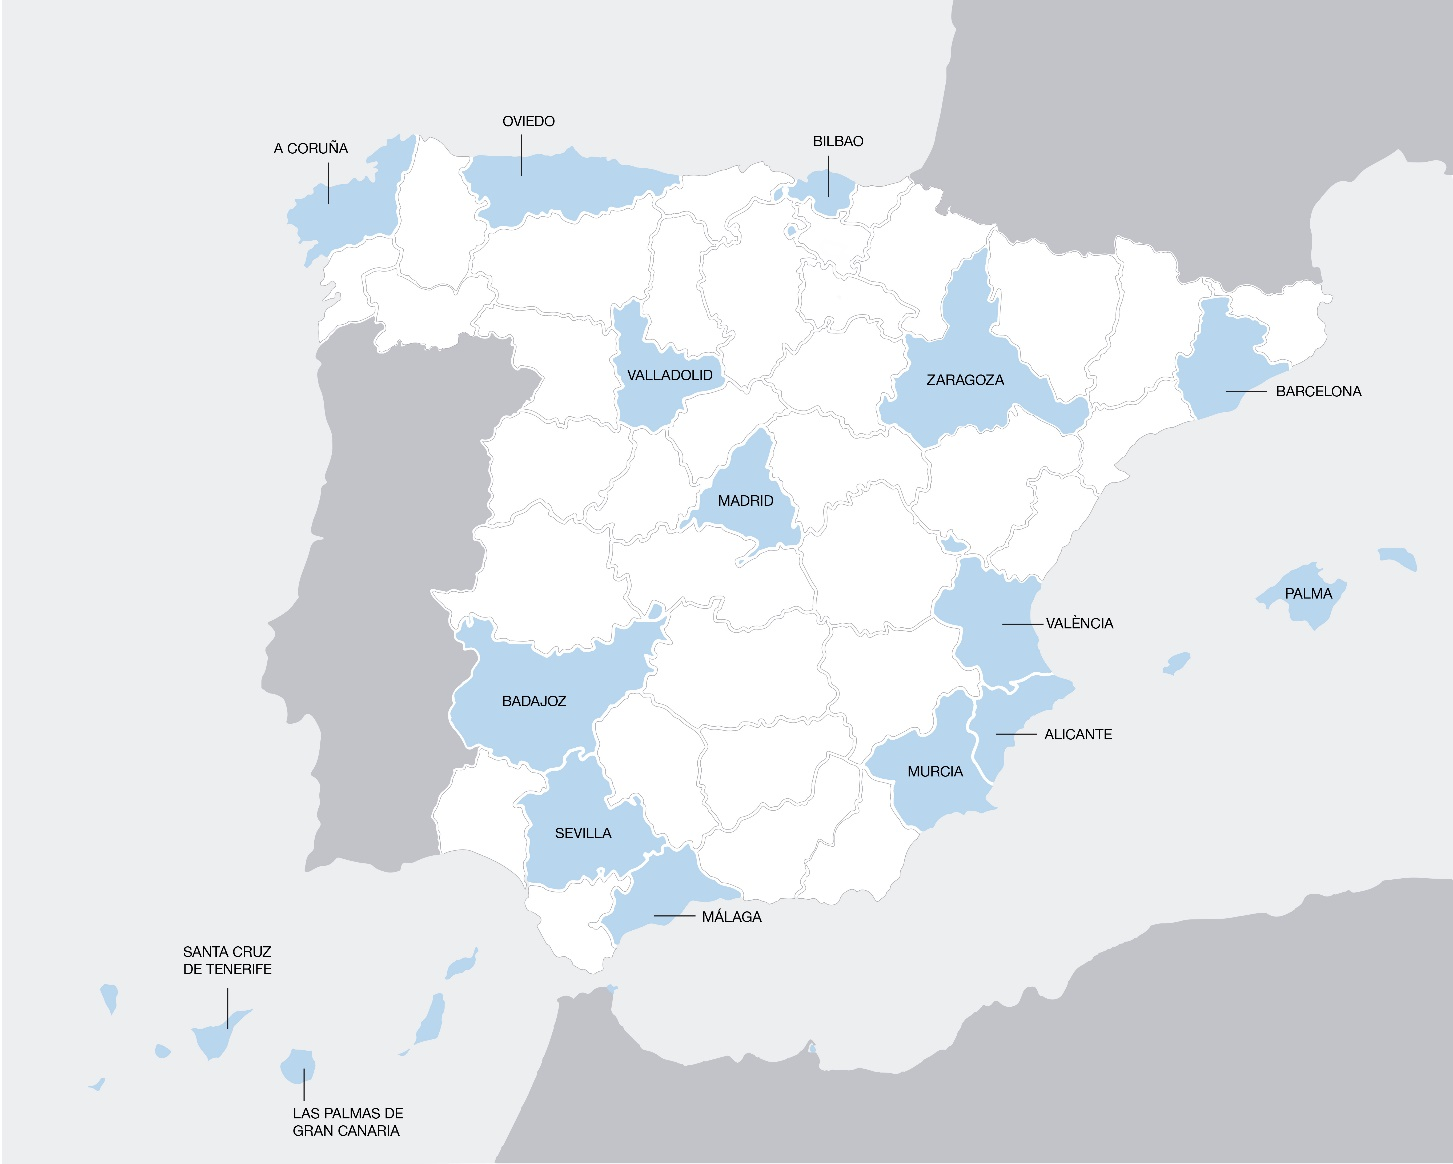 OVIEDO
BILBAO
A CORUÑA
VALLADOLID
ZARAGOZA
BARCELONA
MADRID
PALMA
VALÈNCIA
BADAJOZ
ALICANTE
MURCIA
SEVILLA
MÁLAGA
SANTA CRUZ
DE TENERIFE
LAS PALMAS DE
GRAN CANARIA